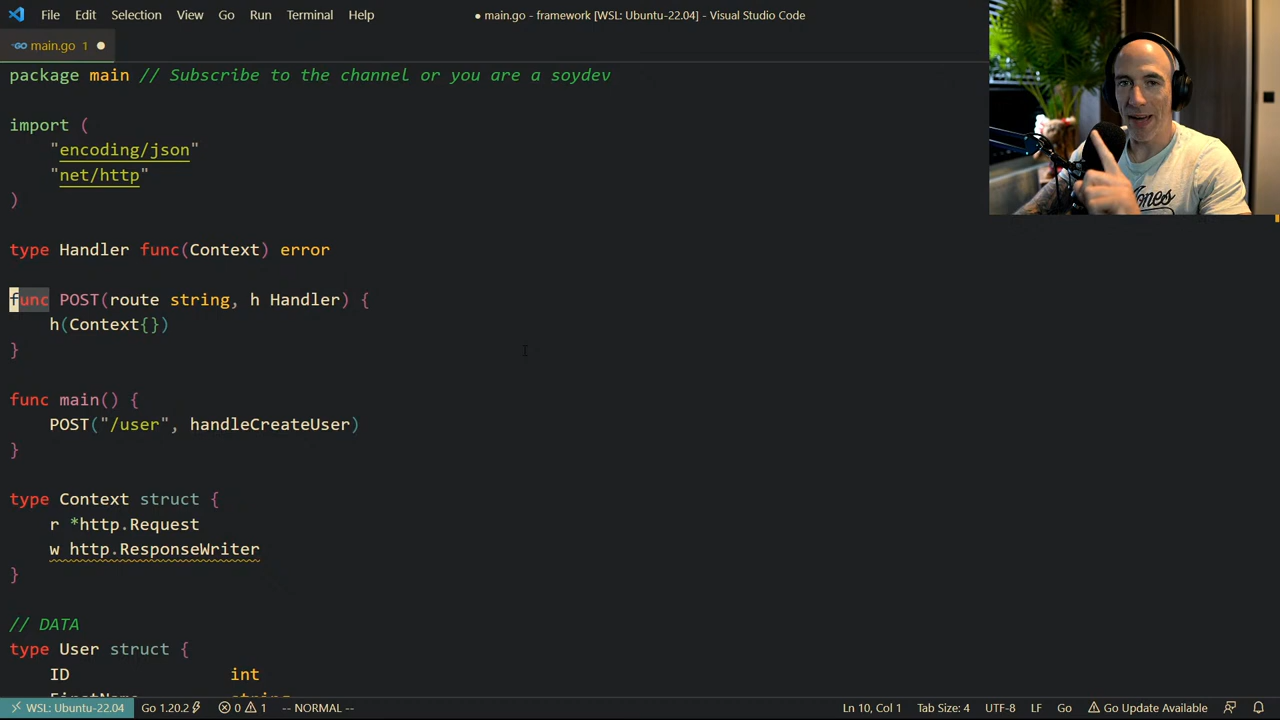 File Edit Selection View Go Run Terminal Help
● main.go - framework [WSL: Ubuntu-22.04] - Visual Studio Code
main.go 1
package main // Subscribe to the channel or you are a soydev
import (
"encoding/json"
"net/http"
)
type Handler func(Context) error
func POST(route string, h Handler) {
h(Context{})
}
func main() {
POST("/user", handleCreateUser)
}
type Context struct {
r *http.Request
w http.ResponseWriter
}
// DATA
type User struct {
ID int
FirstName string
WSL: Ubuntu-22.04 Go 1.20.2 0 1 -- NORMAL -- Ln 10, Col 1 Tab Size: 4 UTF-8 LF Go Go Update Available